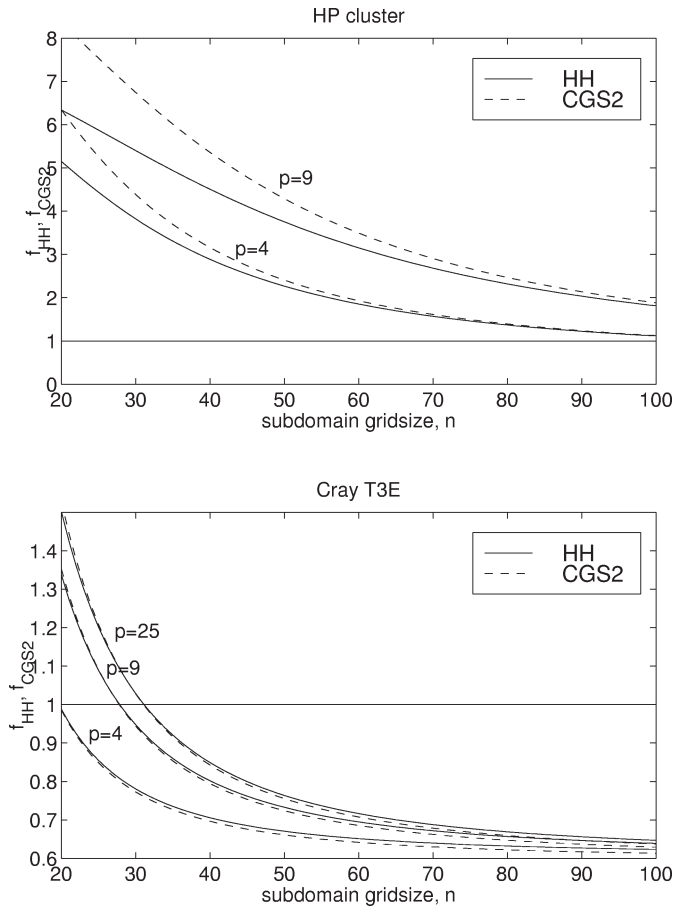 HP cluster
8
7
6
5
4
3
2
1
0
f_HH, f_CGS2
HH
CGS2
p=9
p=4
20 30 40 50 60 70 80 90 100
subdomain gridsize, n
Cray T3E
1.4
1.3
1.2
1.1
1
0.9
0.8
0.7
0.6
f_HH, f_CGS2
HH
CGS2
p=25
p=9
p=4
20 30 40 50 60 70 80 90 100
subdomain gridsize, n